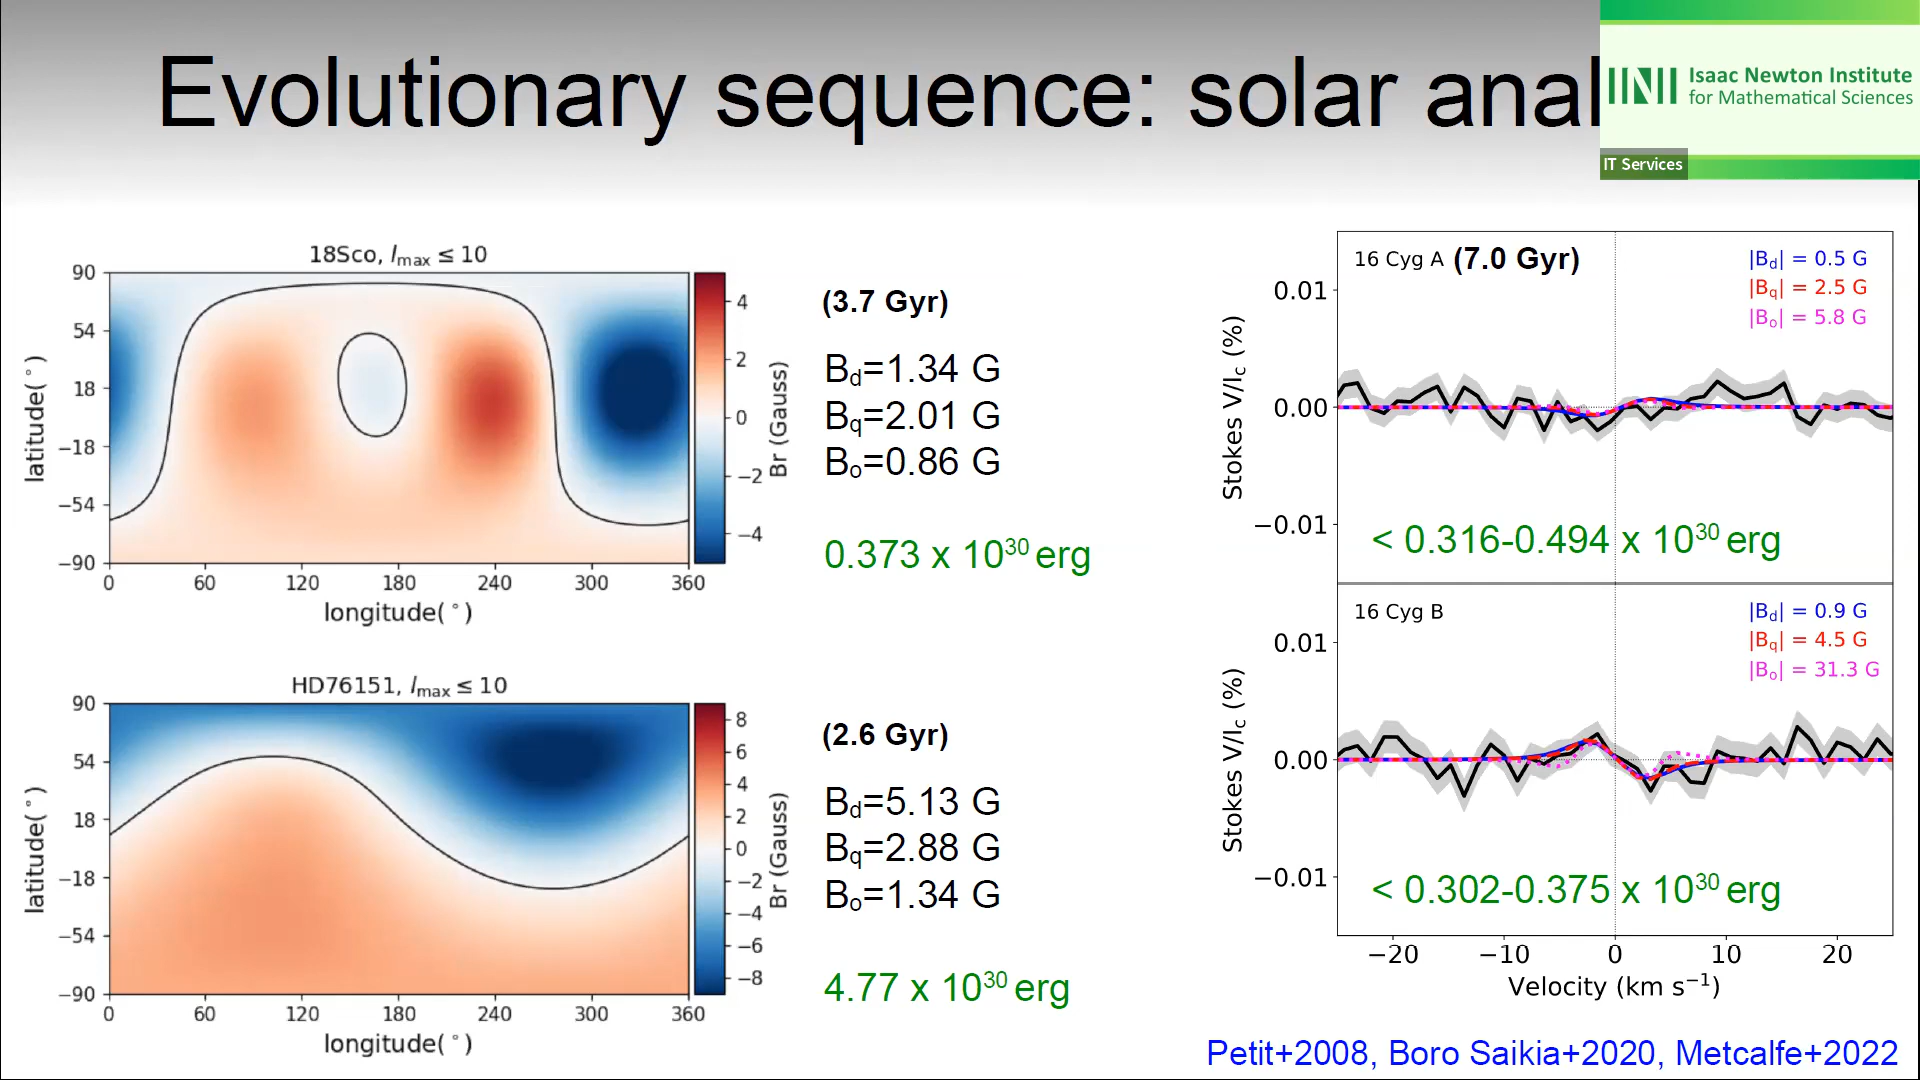 Evolutionary sequence: solar anal
Isaac Newton Institute
for Mathematical Sciences
IT Services
18Sco, lmax ≤ 10
90
54
18
−18
−54
−90
latitude(°)
0 60 120 180 240 300 360
longitude(°)
4
2
0
−2
−4
Br (Gauss)
(3.7 Gyr)
Bd=1.34 G
Bq=2.01 G
Bo=0.86 G
0.373 x 10^30 erg
HD76151, lmax ≤ 10
90
54
18
−18
−54
−90
latitude(°)
0 60 120 180 240 300 360
longitude(°)
8
6
4
2
0
−2
−4
−6
−8
Br (Gauss)
(2.6 Gyr)
Bd=5.13 G
Bq=2.88 G
Bo=1.34 G
4.77 x 10^30 erg
16 Cyg A (7.0 Gyr)
|Bd| = 0.5 G
|Bq| = 2.5 G
|Bo| = 5.8 G
0.01
0.00
−0.01
Stokes V/Ic (%)
< 0.316-0.494 x 10^30 erg
16 Cyg B
|Bd| = 0.9 G
|Bq| = 4.5 G
|Bo| = 31.3 G
0.01
0.00
−0.01
Stokes V/Ic (%)
< 0.302-0.375 x 10^30 erg
−20 −10 0 10 20
Velocity (km s^−1)
Petit+2008, Boro Saikia+2020, Metcalfe+2022